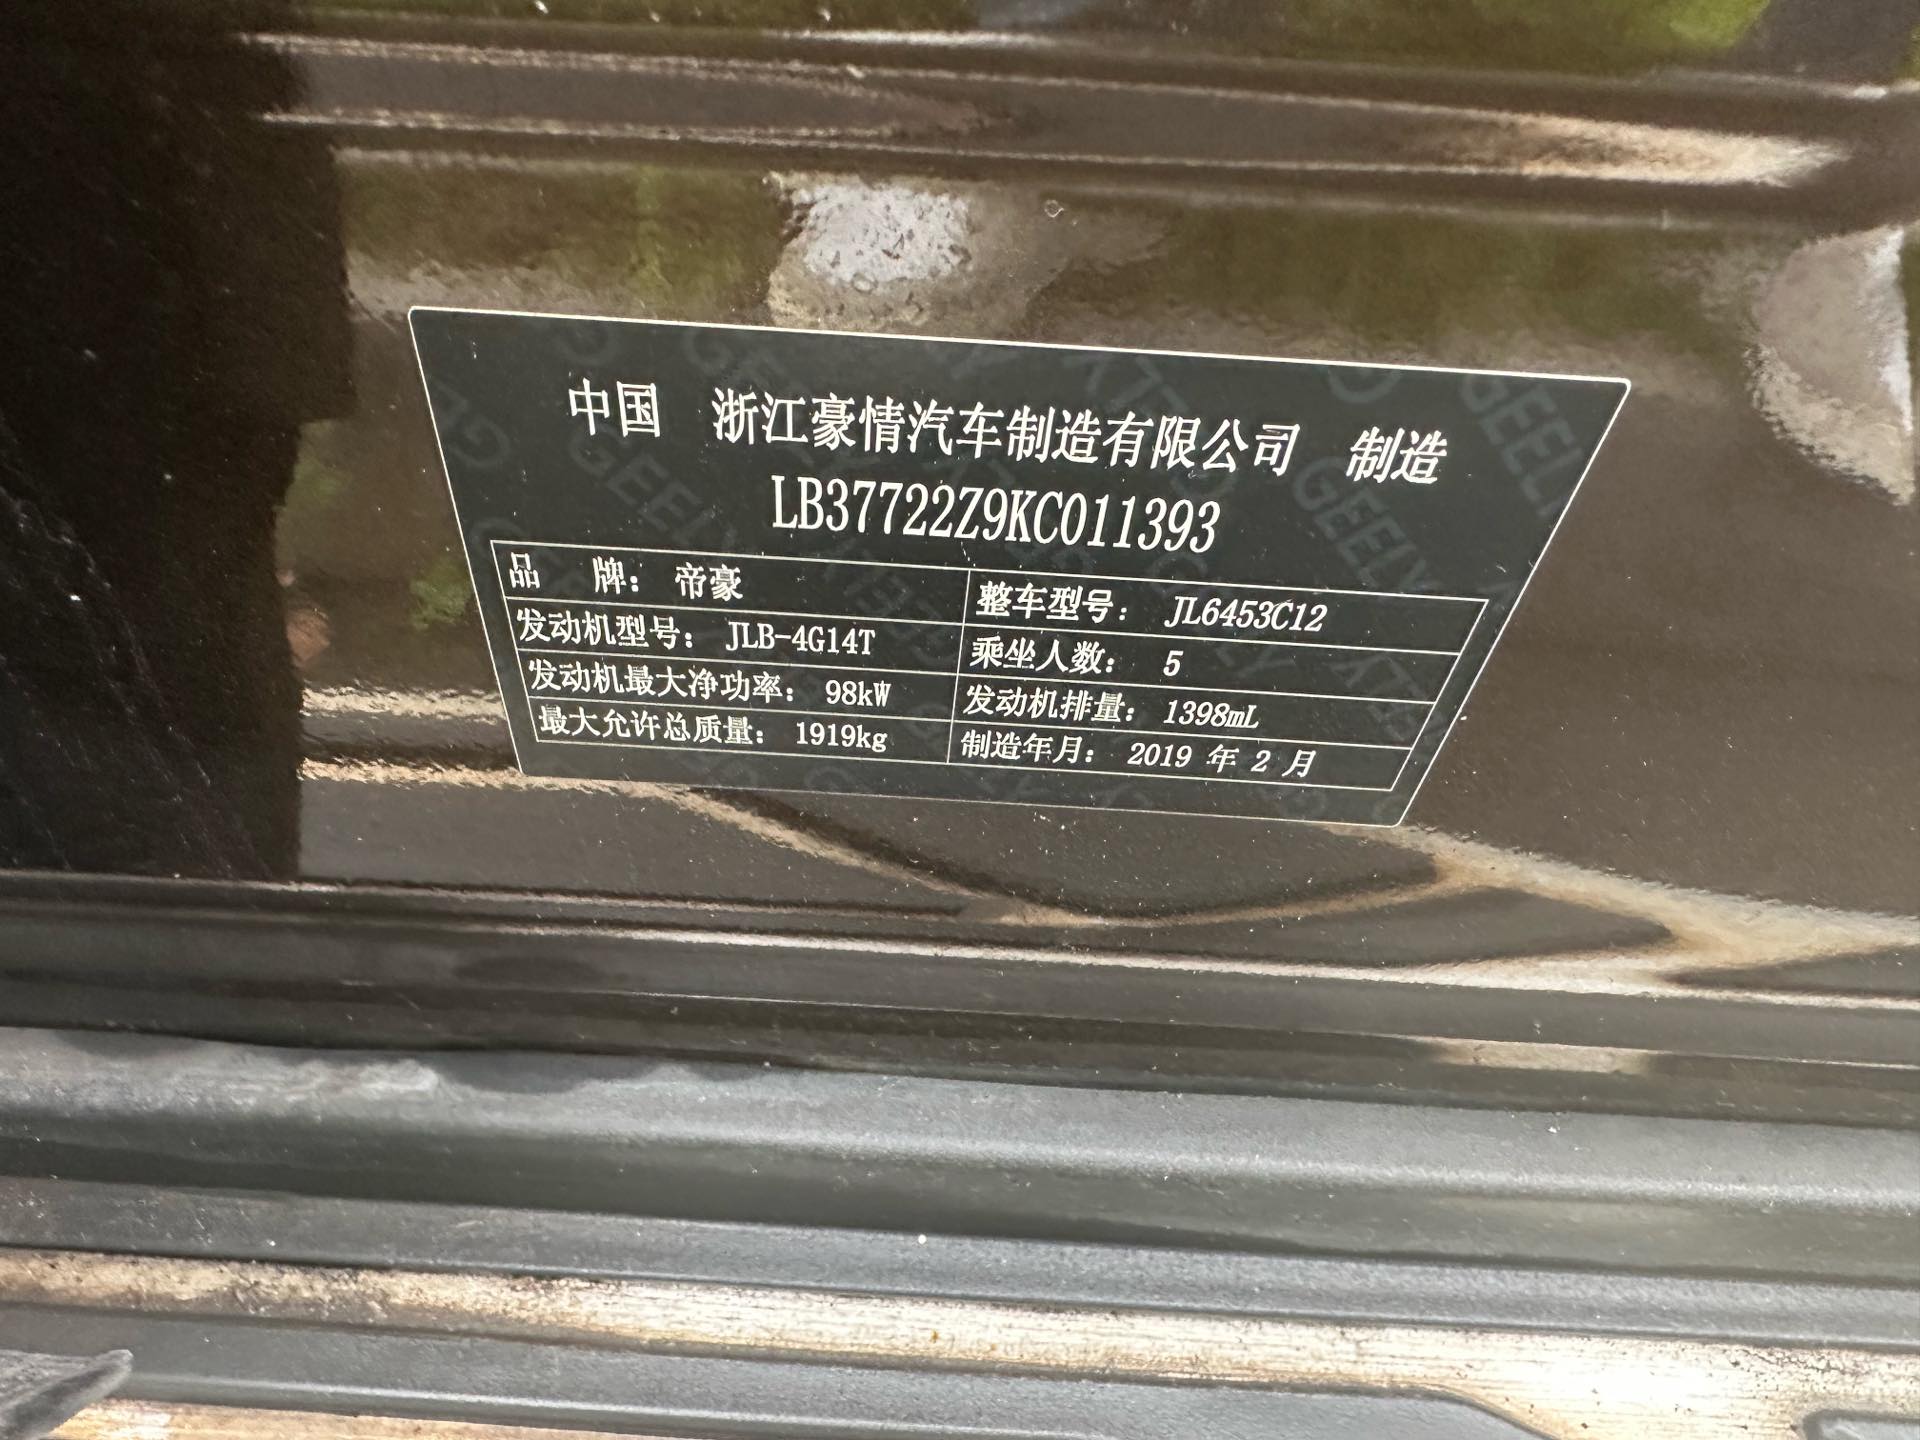 中国 浙江豪情汽车制造有限公司 制造
LB37722Z9KC011393
品 牌： 帝豪 整车型号： JL6453C12
发动机型号： JLB-4G14T 乘坐人数： 5
发动机最大净功率： 98kW 发动机排量： 1398mL
最大允许总质量： 1919kg 制造年月： 2019 年 2 月
GEELY
GEELY
GEELY